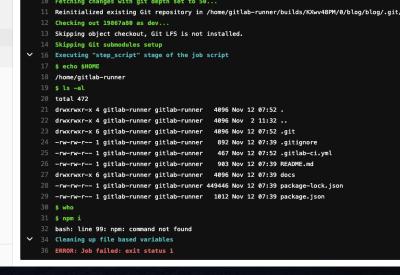 10 Fetching changes with git depth set to 50...
11 Reinitialized existing Git repository in /home/gitlab-runner/builds/KXwv48PM/0/blog/blog/.git/
12 Checking out 19867a80 as dev...
13 Skipping object checkout, Git LFS is not installed.
14 Skipping Git submodules setup
16 Executing "step_script" stage of the job script
17 $ echo $HOME
18 /home/gitlab-runner
19 $ ls -al
20 total 472
21 drwxrwxr-x 4 gitlab-runner gitlab-runner 4096 Nov 12 07:52 .
22 drwxrwxr-x 4 gitlab-runner gitlab-runner 4096 Nov 2 11:32 ..
23 drwxrwxr-x 6 gitlab-runner gitlab-runner 4096 Nov 12 07:52 .git
24 -rw-rw-r-- 1 gitlab-runner gitlab-runner 892 Nov 12 07:39 .gitignore
25 -rw-rw-r-- 1 gitlab-runner gitlab-runner 467 Nov 12 07:52 .gitlab-ci.yml
26 -rw-rw-r-- 1 gitlab-runner gitlab-runner 903 Nov 12 07:39 README.md
27 drwxrwxr-x 6 gitlab-runner gitlab-runner 4096 Nov 12 07:39 docs
28 -rw-rw-r-- 1 gitlab-runner gitlab-runner 449446 Nov 12 07:39 package-lock.json
29 -rw-rw-r-- 1 gitlab-runner gitlab-runner 1012 Nov 12 07:39 package.json
30 $ who
31 $ npm i
32 bash: line 99: npm: command not found
34 Cleaning up file based variables
36 ERROR: Job failed: exit status 1